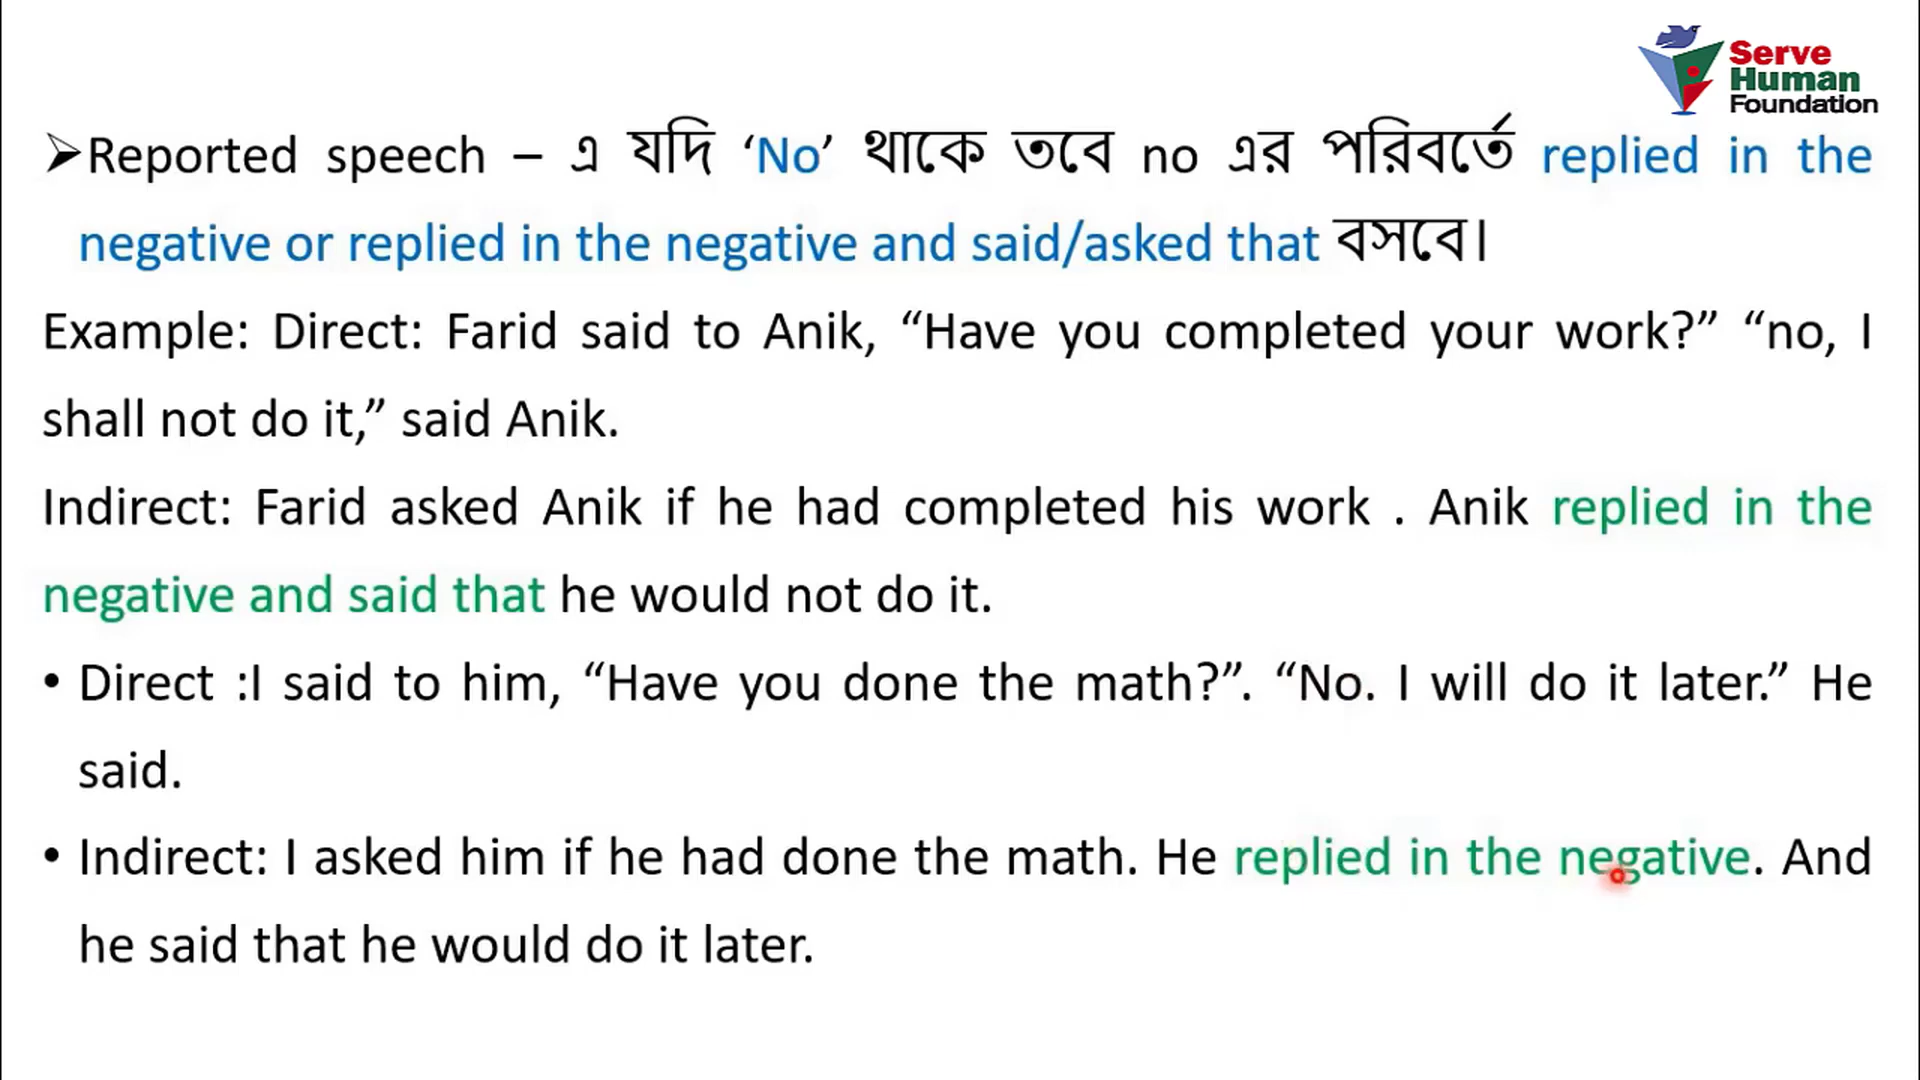 Serve
Human
Foundation
➢Reported speech – এ যদি ‘No’ থাকে তবে no এর পরিবর্তে replied in the
negative or replied in the negative and said/asked that বসবে।
Example: Direct: Farid said to Anik, “Have you completed your work?” “no, I
shall not do it,” said Anik.
Indirect: Farid asked Anik if he had completed his work . Anik replied in the
negative and said that he would not do it.
• Direct :I said to him, “Have you done the math?”. “No. I will do it later.” He
said.
• Indirect: I asked him if he had done the math. He replied in the negative. And
he said that he would do it later.